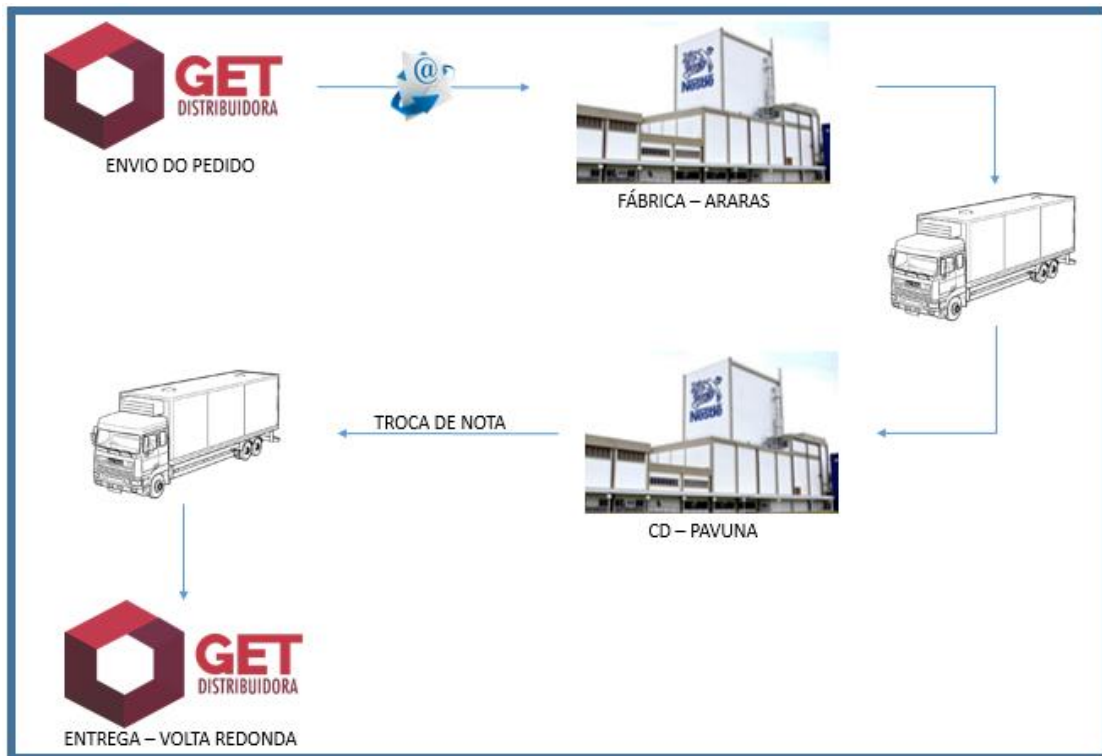 GET
DISTRIBUIDORA
ENVIO DO PEDIDO
@
Nestlé
FÁBRICA – ARARAS
TROCA DE NOTA
Nestlé
CD – PAVUNA
GET
DISTRIBUIDORA
ENTREGA – VOLTA REDONDA